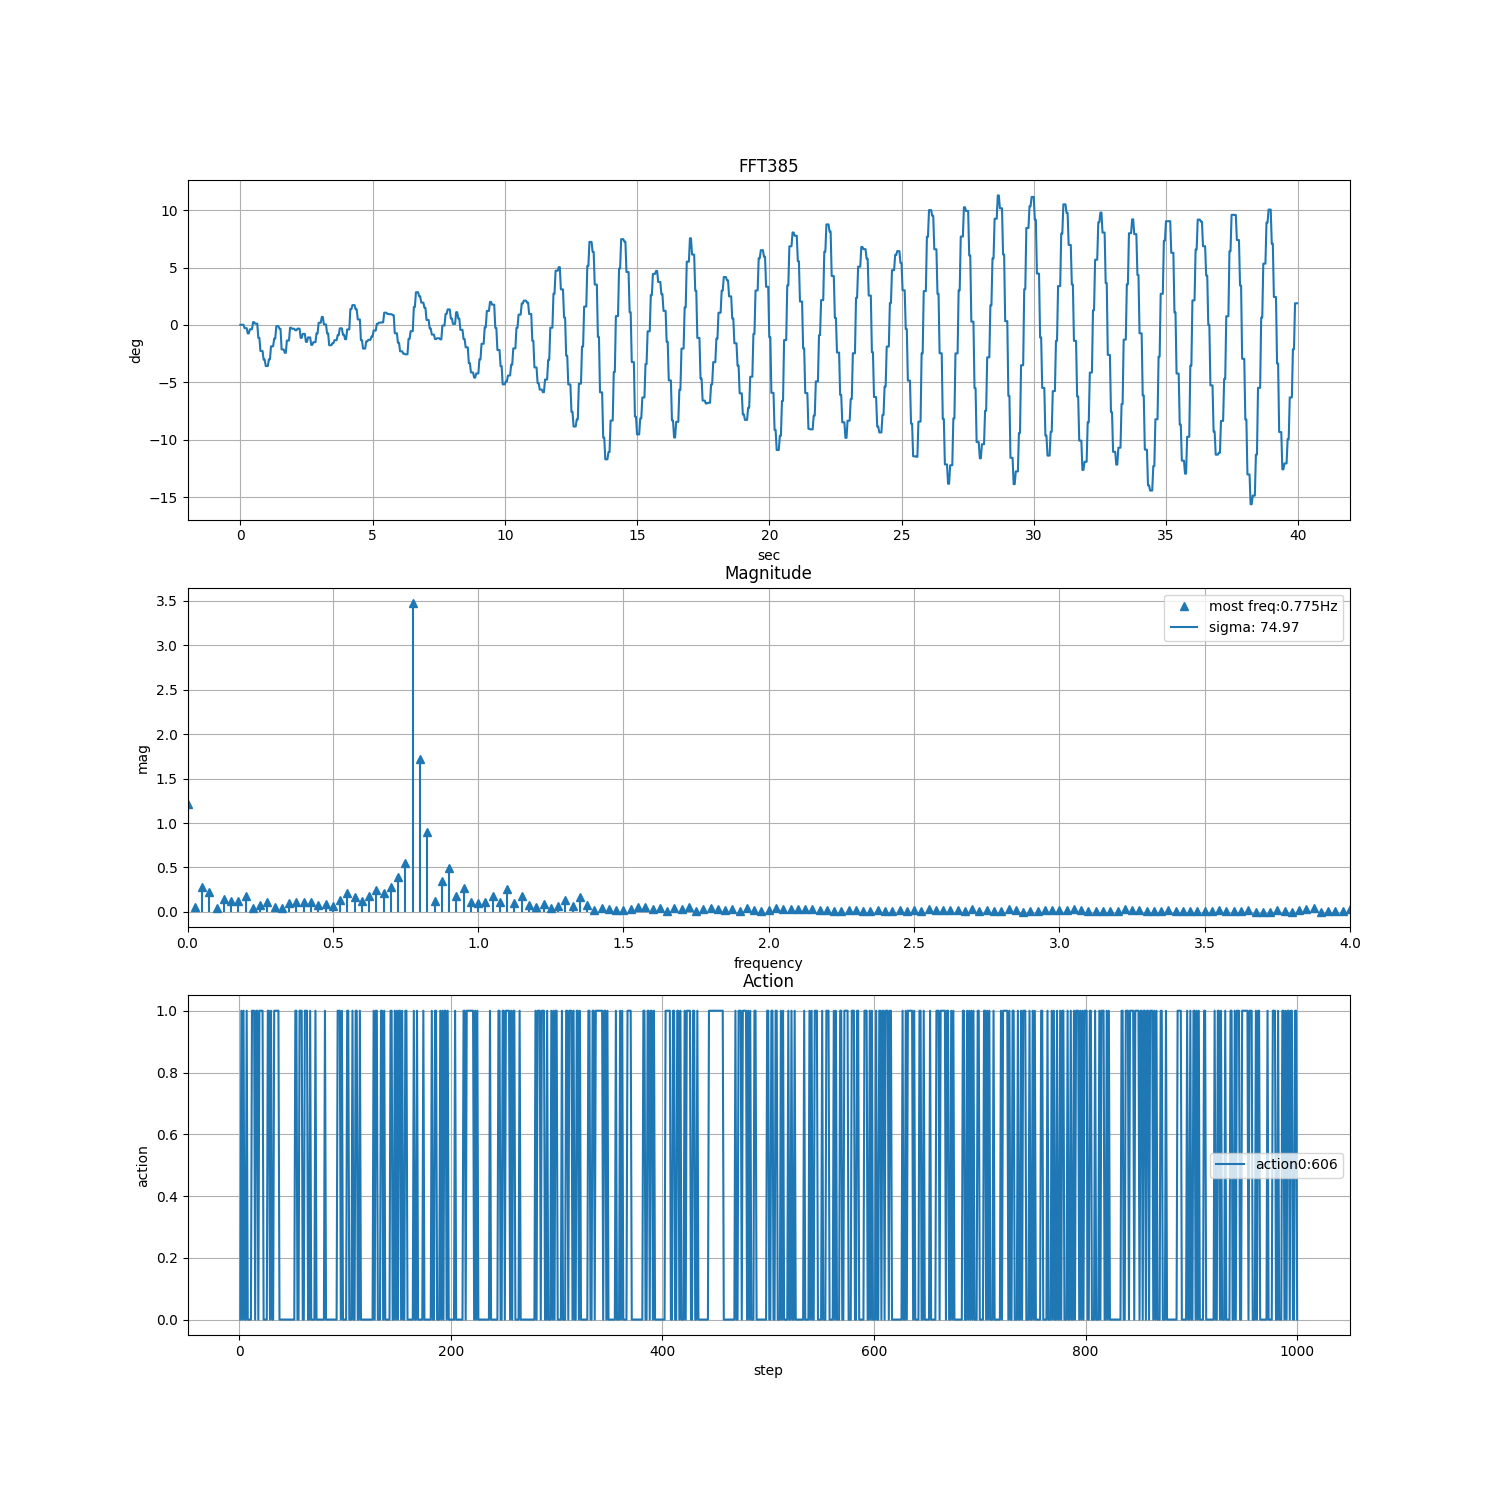 FFT385
10
5
0
−5
−10
−15
deg
0 5 10 15 20 25 30 35 40
sec
Magnitude
3.5
3.0
2.5
2.0
1.5
1.0
0.5
0.0
mag
most freq:0.775Hz
sigma: 74.97
0.0 0.5 1.0 1.5 2.0 2.5 3.0 3.5 4.0
frequency
Action
1.0
0.8
0.6
0.4
0.2
0.0
action
action0:606
0 200 400 600 800 1000
step